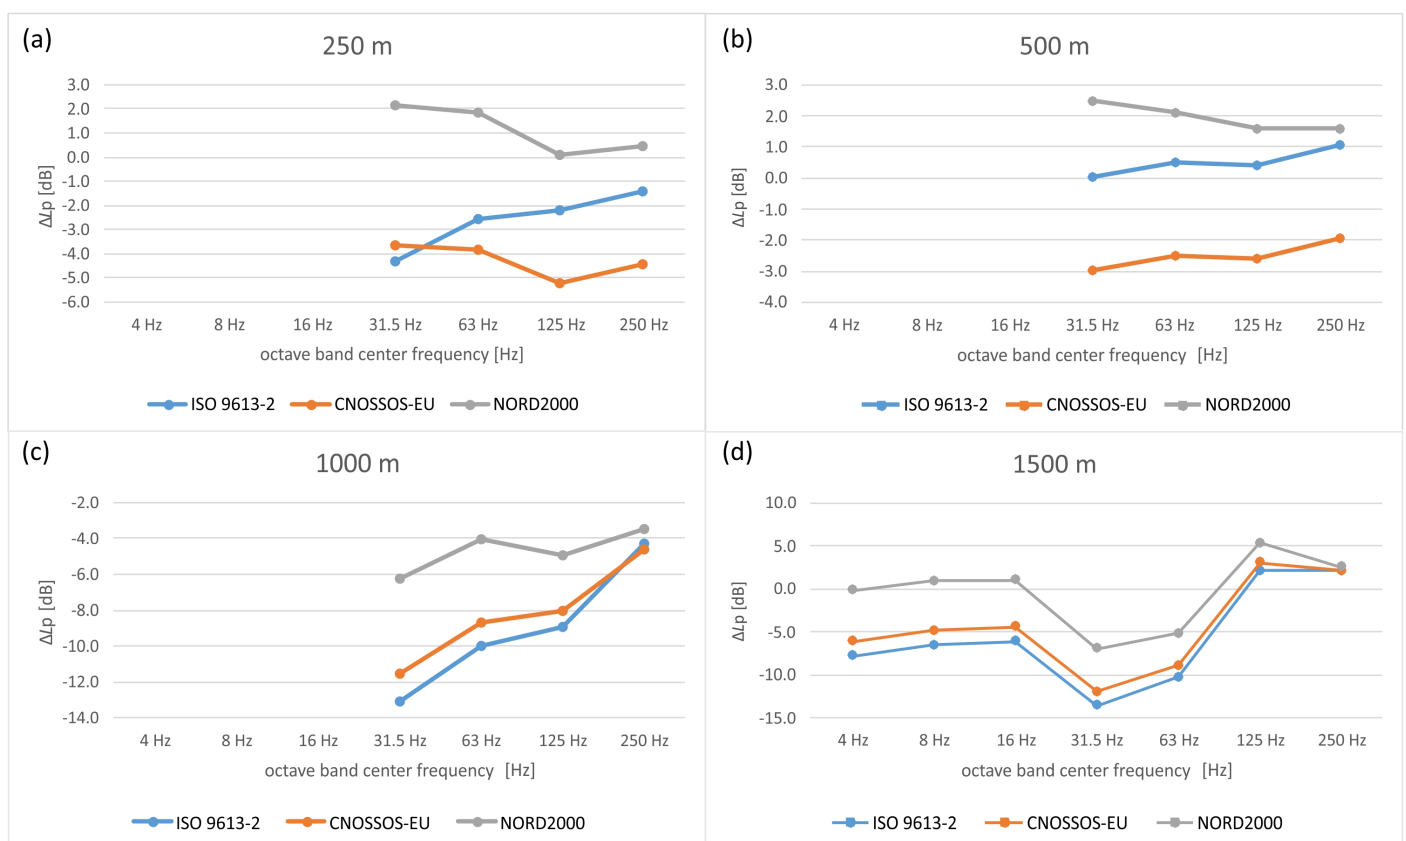 (a)
250 m
3.0
2.0
1.0
0.0
-1.0
-2.0
-3.0
-4.0
-5.0
-6.0
ΔLp [dB]
4 Hz 8 Hz 16 Hz 31.5 Hz 63 Hz 125 Hz 250 Hz
octave band center frequency [Hz]
ISO 9613-2 CNOSSOS-EU NORD2000
(b)
500 m
3.0
2.0
1.0
0.0
-1.0
-2.0
-3.0
-4.0
ΔLp [dB]
4 Hz 8 Hz 16 Hz 31.5 Hz 63 Hz 125 Hz 250 Hz
octave band center frequency [Hz]
ISO 9613-2 CNOSSOS-EU NORD2000
(c)
1000 m
-2.0
-4.0
-6.0
-8.0
-10.0
-12.0
-14.0
ΔLp [dB]
4 Hz 8 Hz 16 Hz 31.5 Hz 63 Hz 125 Hz 250 Hz
octave band center frequency [Hz]
ISO 9613-2 CNOSSOS-EU NORD2000
(d)
1500 m
10.0
5.0
0.0
-5.0
-10.0
-15.0
ΔLp [dB]
4 Hz 8 Hz 16 Hz 31.5 Hz 63 Hz 125 Hz 250 Hz
octave band center frequency [Hz]
ISO 9613-2 CNOSSOS-EU NORD2000